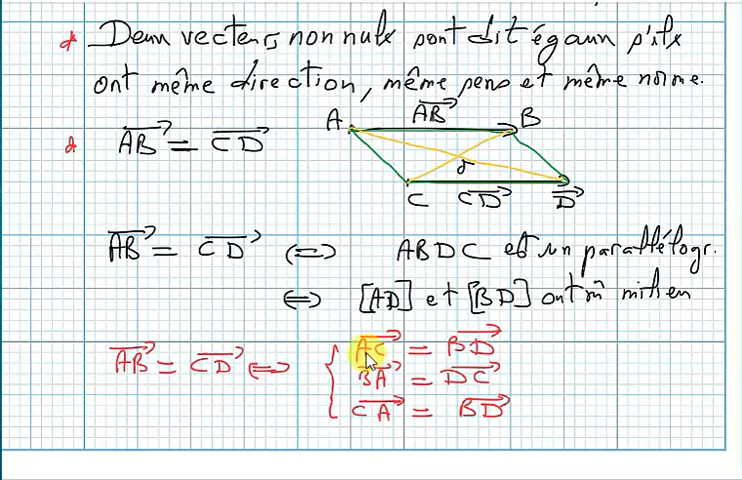 * Deux vecteurs non nuls sont dit égaux s'ils
ont même direction, même sens et même norme.
A AB B
* AB = CD
C CD D
AB = CD ⟺ ABDC est un parallélogr.
⟺ [AD] et [BD] ont m̂ milieu
AB = CD ⟺ { AC = BD
BA = DC
CA = BD